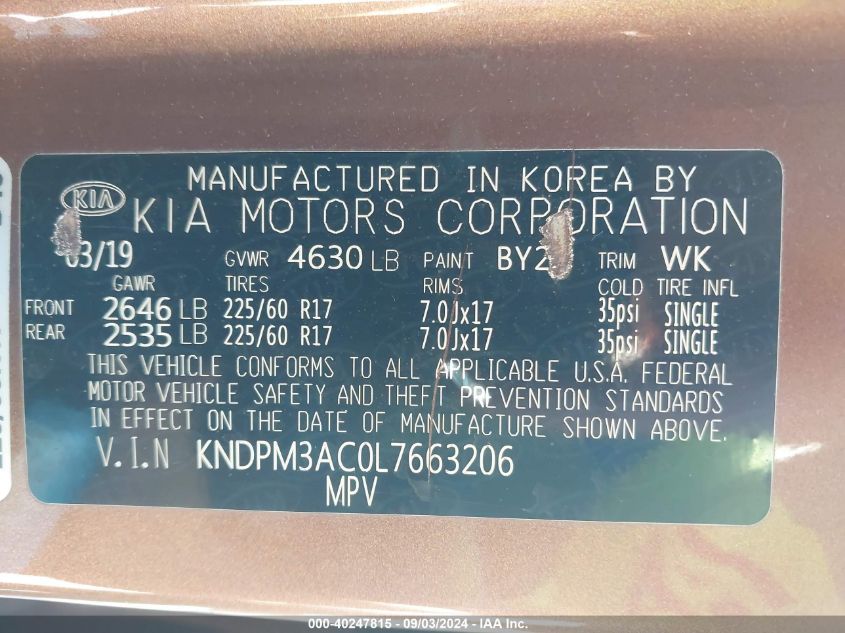 MANUFACTURED IN KOREA BY
KIA KIA MOTORS CORPORATION
03/19 GVWR 4630 LB PAINT BY2 TRIM WK
GAWR TIRES RIMS COLD TIRE INFL
FRONT 2646 LB 225/60 R17 7.0Jx17 35psi SINGLE
REAR 2535 LB 225/60 R17 7.0Jx17 35psi SINGLE
THIS VEHICLE CONFORMS TO ALL APPLICABLE U.S.A. FEDERAL
MOTOR VEHICLE SAFETY AND THEFT PREVENTION STANDARDS
IN EFFECT ON THE DATE OF MANUFACTURE SHOWN ABOVE.
V.I.N KNDPM3AC0L7663206
MPV
000-40247815 - 09/03/2024 - IAA Inc.